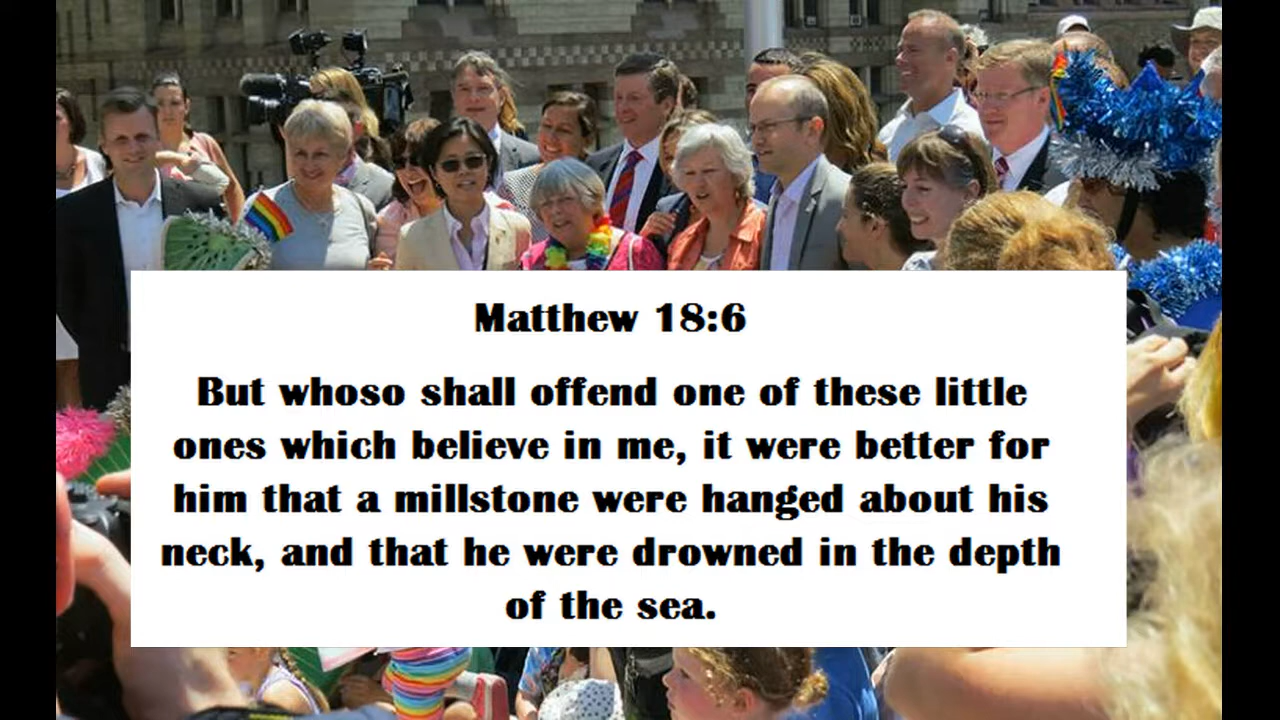 Matthew 18:6
But whoso shall offend one of these little
ones which believe in me, it were better for
him that a millstone were hanged about his
neck, and that he were drowned in the depth
of the sea.